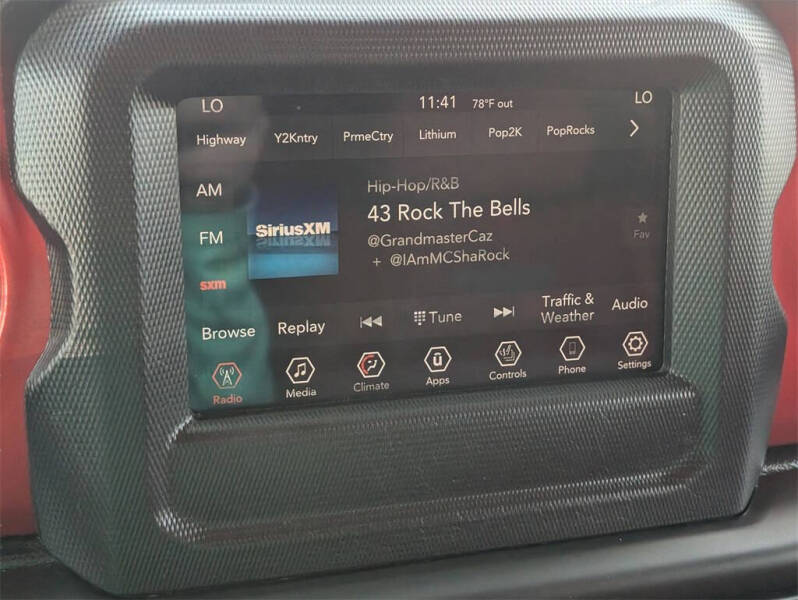 LO 11:41 78°F out LO
Highway Y2Kntry PrmeCtry Lithium Pop2K PopRocks
AM
Hip-Hop/R&B
43 Rock The Bells
FM
SiriusXM
@GrandmasterCaz
+ @IAmMCShaRock
Fav
sxm
Browse Replay Tune Traffic & Weather Audio
Radio Media Climate Apps Controls Phone Settings